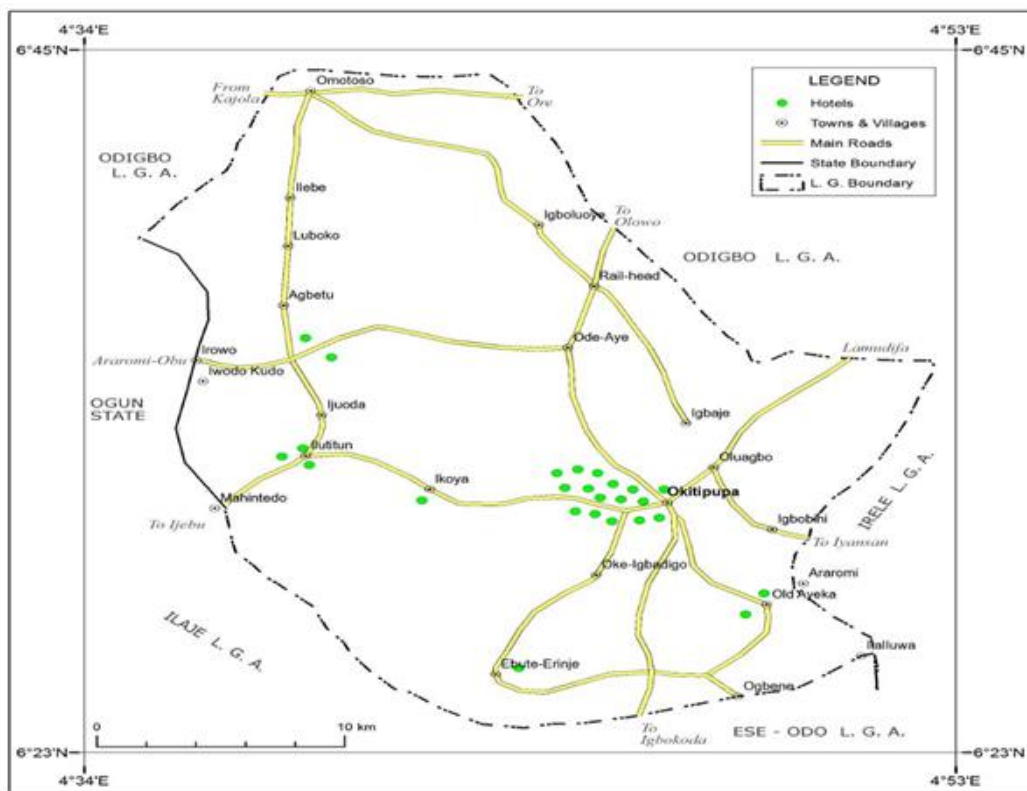 4°34'E
4°53'E
6°45'N
6°45'N
From
Kajola
Omotoso
To
Ore
LEGEND
Hotels
Towns & Villages
Main Roads
State Boundary
L. G. Boundary
ODIGBO
L. G. A.
Ilebe
Igboluoye
To
Olowo
Luboko
ODIGBO L. G. A.
Rail-head
Agbetu
Ode-Aye
Araromi-Obu
Irowo
Lamudifa
Iwodo Kudo
OGUN
STATE
Ijuoda
Igbaje
Ilutitun
Oluagbo
Ikoya
Okitipupa
IRELE L. G. A.
Mahintedo
To Ijebu
Igbobini
To Iyansan
Oke-Igbadigo
Araromi
Old Ayeka
ILAJE L. G. A.
Italluwa
Ebute-Erinje
Ogbene
0
10 km
To
Igbokoda
ESE - ODO L. G. A.
6°23'N
6°23'N
4°34'E
4°53'E